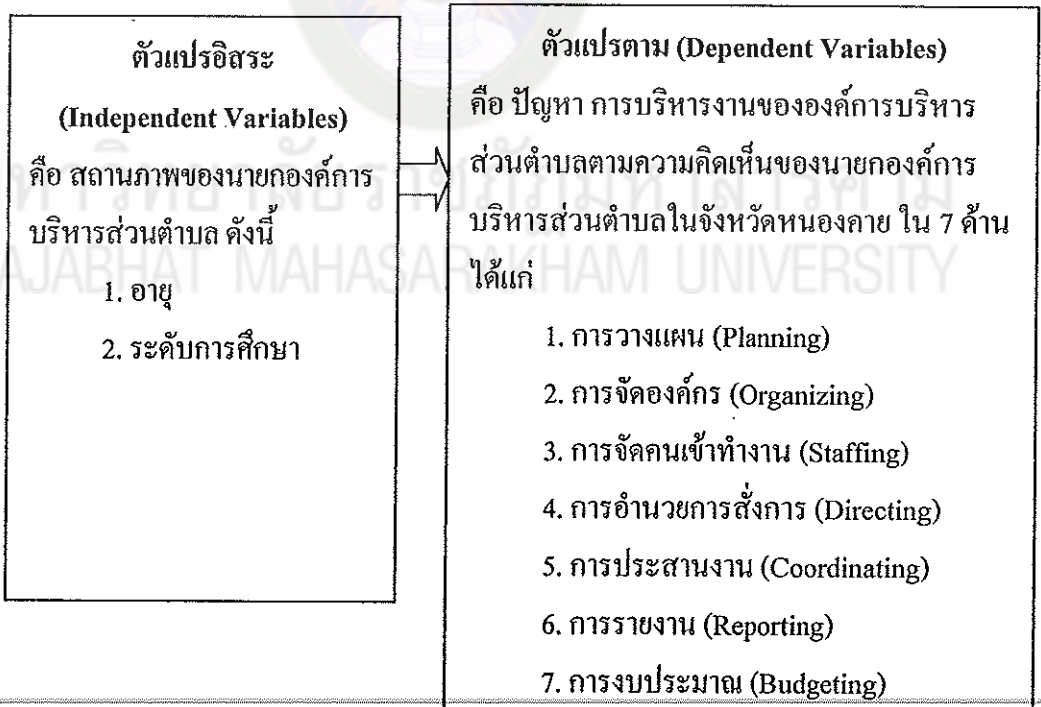 ตัวแปรอิสระ
(Independent Variables)
คือ สถานภาพของนายกองค์การ
บริหารส่วนตำบล ดังนี้
1. อายุ
2. ระดับการศึกษา
ตัวแปรตาม (Dependent Variables)
คือ ปัญหา การบริหารงานขององค์การบริหาร
ส่วนตำบลตามความคิดเห็นของนายกองค์การ
บริหารส่วนตำบลในจังหวัดหนองคาย ใน 7 ด้าน
ได้แก่
1. การวางแผน (Planning)
2. การจัดองค์กร (Organizing)
3. การจัดคนเข้าทำงาน (Staffing)
4. การอำนวยการสั่งการ (Directing)
5. การประสานงาน (Coordinating)
6. การรายงาน (Reporting)
7. การงบประมาณ (Budgeting)
MAHASARAKHAM UNIVERSITY